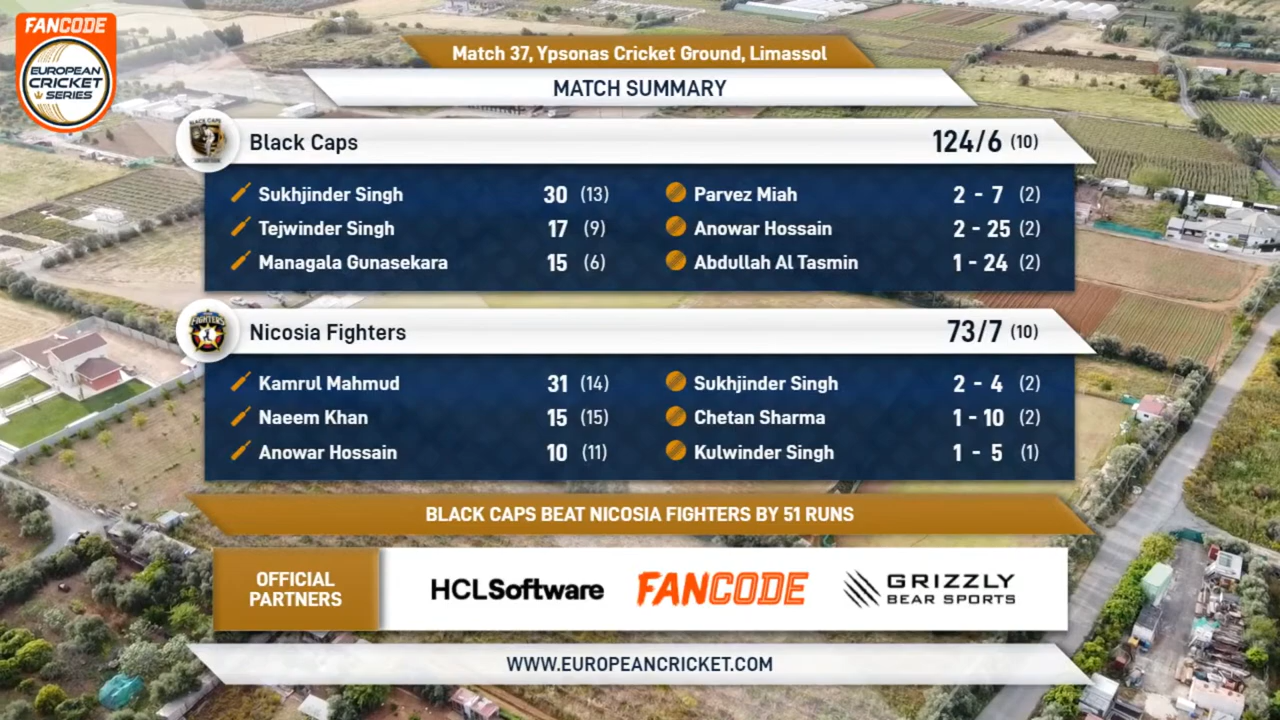 FANCODE
EUROPEAN
CRICKET
SERIES
Match 37, Ypsonas Cricket Ground, Limassol
MATCH SUMMARY
BLACK CAPS
Black Caps 124/6 (10)
Sukhjinder Singh 30 (13) Parvez Miah 2 - 7 (2)
Tejwinder Singh 17 (9) Anowar Hossain 2 - 25 (2)
Managala Gunasekara 15 (6) Abdullah Al Tasmin 1 - 24 (2)
FIGHTERS
Nicosia Fighters 73/7 (10)
Kamrul Mahmud 31 (14) Sukhjinder Singh 2 - 4 (2)
Naeem Khan 15 (15) Chetan Sharma 1 - 10 (2)
Anowar Hossain 10 (11) Kulwinder Singh 1 - 5 (1)
BLACK CAPS BEAT NICOSIA FIGHTERS BY 51 RUNS
OFFICIAL
PARTNERS
HCLSoftware FANCODE GRIZZLY
BEAR SPORTS
WWW.EUROPEANCRICKET.COM